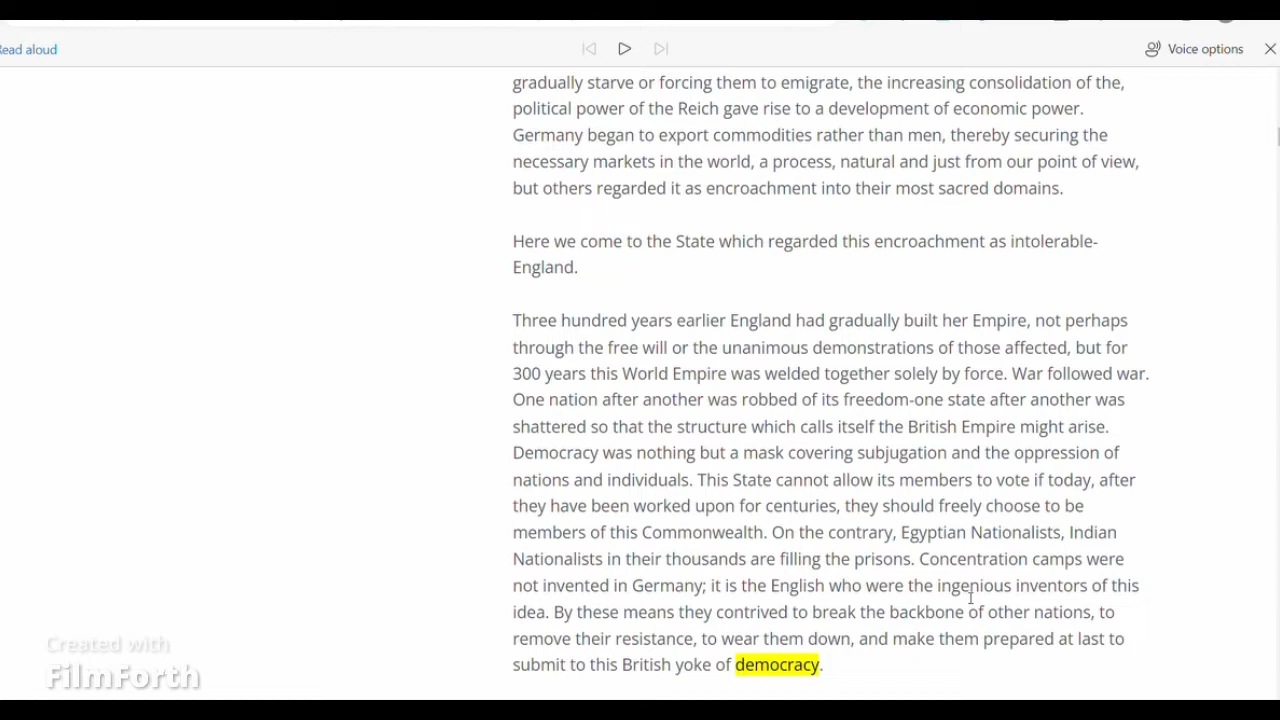 Read aloud
Voice options
gradually starve or forcing them to emigrate, the increasing consolidation of the,
political power of the Reich gave rise to a development of economic power.
Germany began to export commodities rather than men, thereby securing the
necessary markets in the world, a process, natural and just from our point of view,
but others regarded it as encroachment into their most sacred domains.
Here we come to the State which regarded this encroachment as intolerable-
England.
Three hundred years earlier England had gradually built her Empire, not perhaps
through the free will or the unanimous demonstrations of those affected, but for
300 years this World Empire was welded together solely by force. War followed war.
One nation after another was robbed of its freedom-one state after another was
shattered so that the structure which calls itself the British Empire might arise.
Democracy was nothing but a mask covering subjugation and the oppression of
nations and individuals. This State cannot allow its members to vote if today, after
they have been worked upon for centuries, they should freely choose to be
members of this Commonwealth. On the contrary, Egyptian Nationalists, Indian
Nationalists in their thousands are filling the prisons. Concentration camps were
not invented in Germany; it is the English who were the ingenious inventors of this
idea. By these means they contrived to break the backbone of other nations, to
remove their resistance, to wear them down, and make them prepared at last to
submit to this British yoke of democracy.
Created with
FilmForth